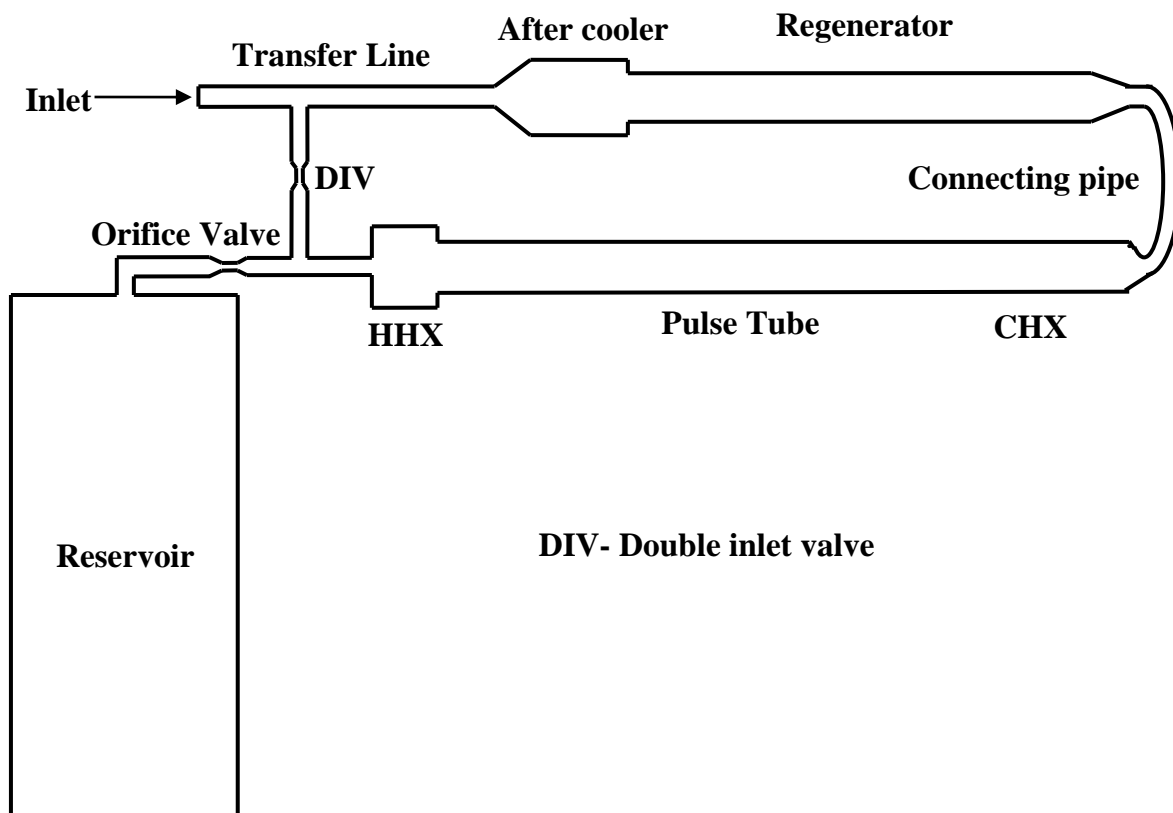 After cooler
Regenerator
Transfer Line
Inlet
DIV
Connecting pipe
Orifice Valve
HHX
Pulse Tube
CHX
Reservoir
DIV- Double inlet valve